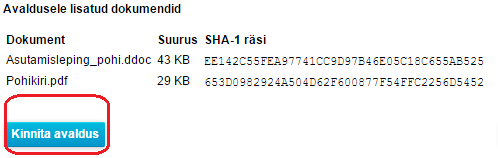 Avaldusele lisatud dokumendid
Dokument Suurus SHA-1 räsi
Asutamisleping_pohi.ddoc 43 KB EE142C55FEA97741CC9D97B46E05C18C655AB525
Pohikiri.pdf 29 KB 653D0982924A504D62F600877F54FFC2256D5452
Kinnita avaldus